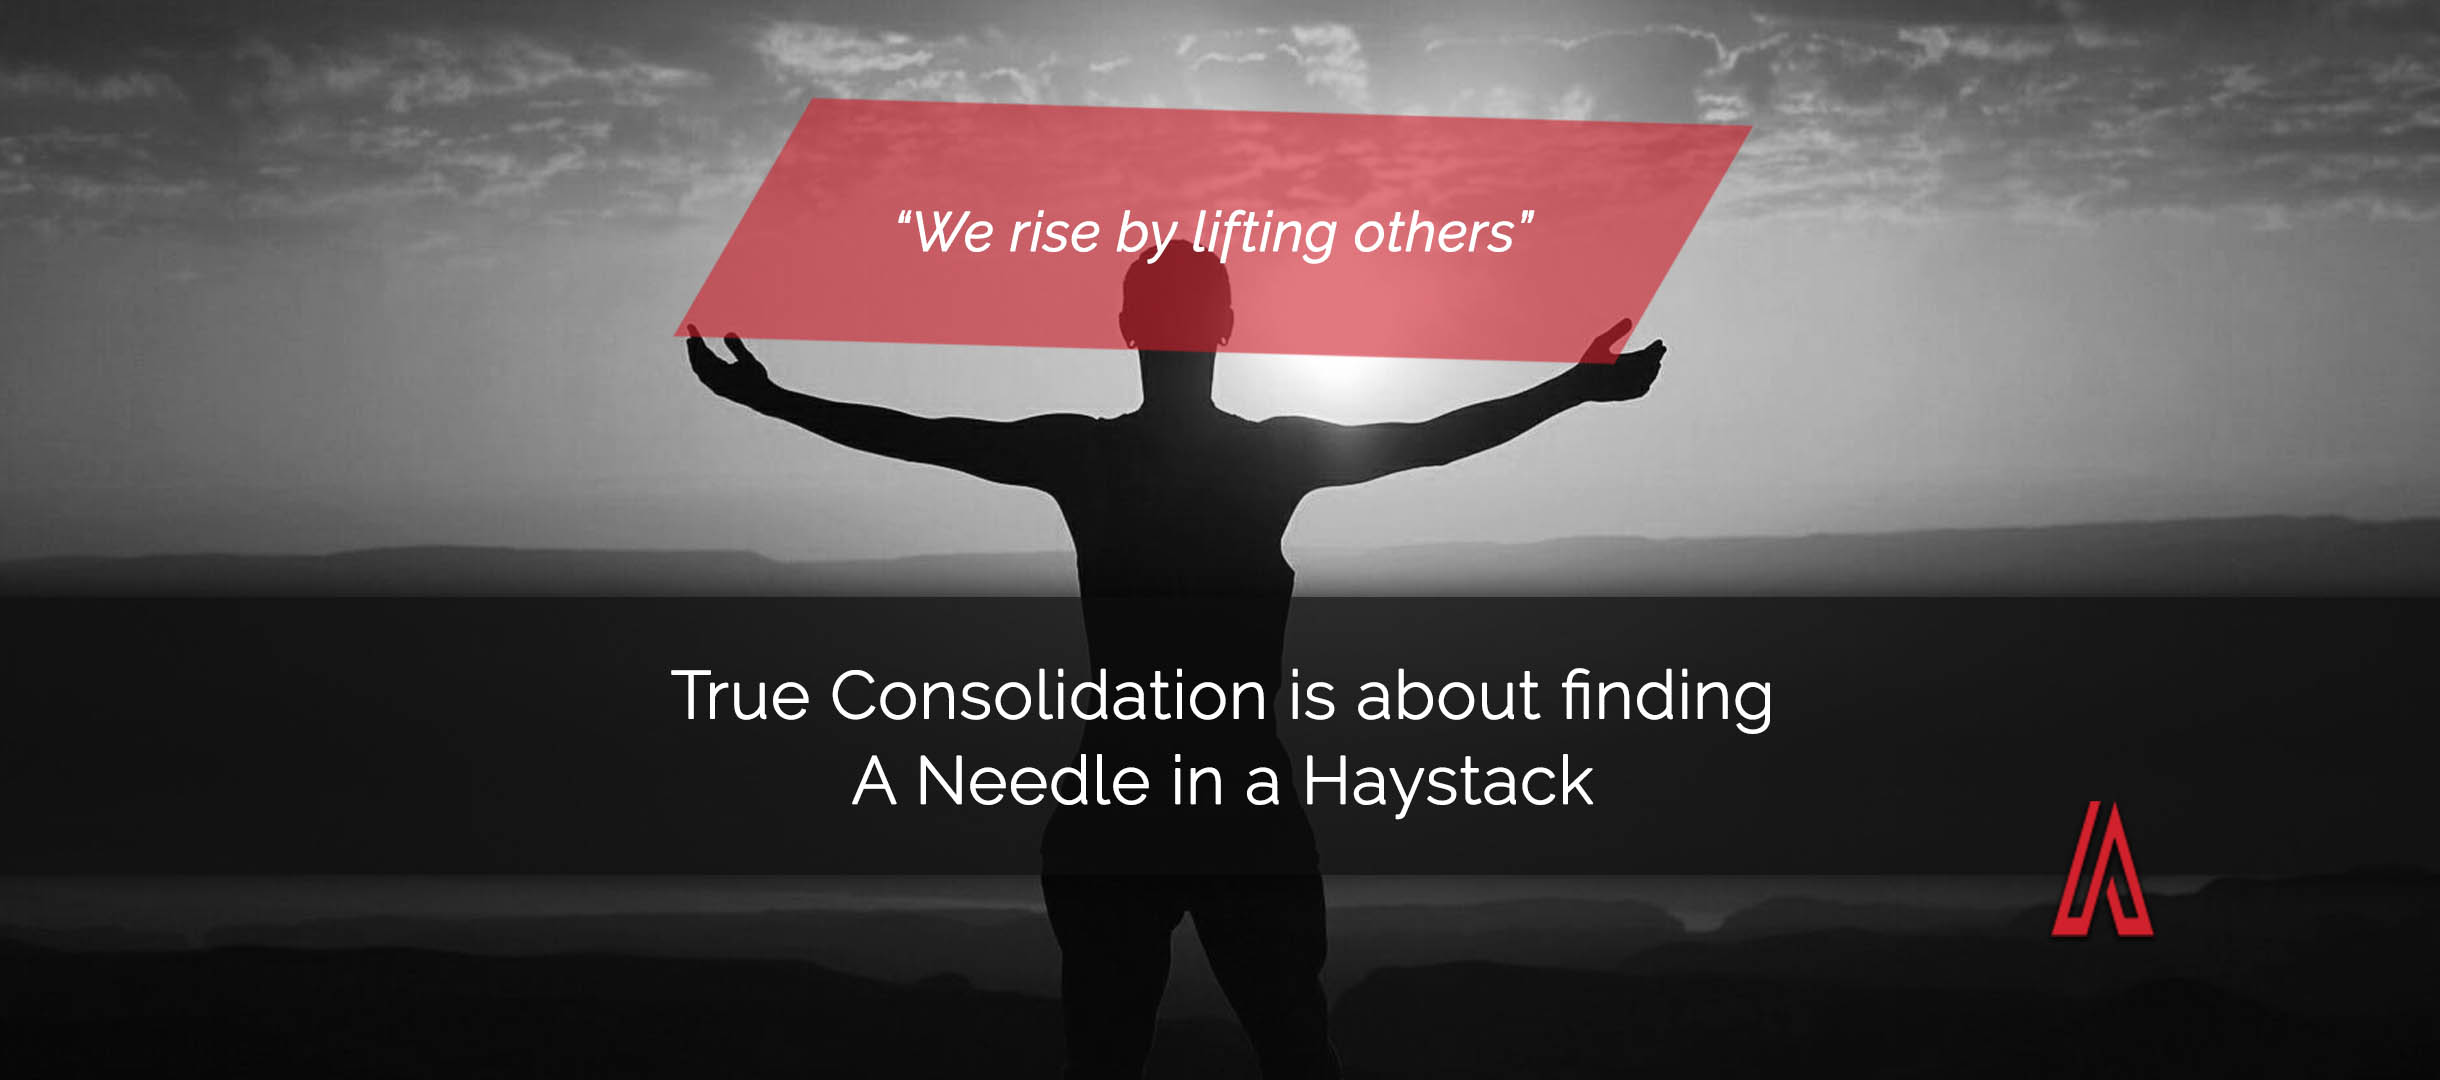 “We rise by lifting others”
True Consolidation is about finding
A Needle in a Haystack